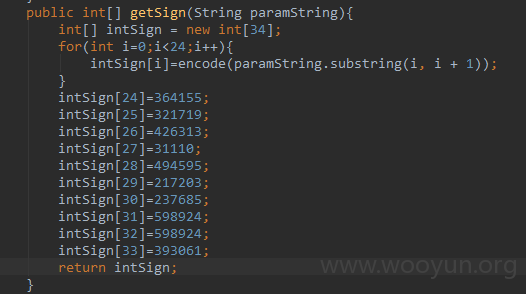 public int[] getSign(String paramString){
int[] intSign = new int[34];
for(int i=0;i<24;i++){
intSign[i]=encode(paramString.substring(i, i + 1));
}
intSign[24]=364155;
intSign[25]=321719;
intSign[26]=426313;
intSign[27]=31110;
intSign[28]=494595;
intSign[29]=217203;
intSign[30]=237685;
intSign[31]=598924;
intSign[32]=598924;
intSign[33]=393061;
return intSign;
}
www.wooyun.org